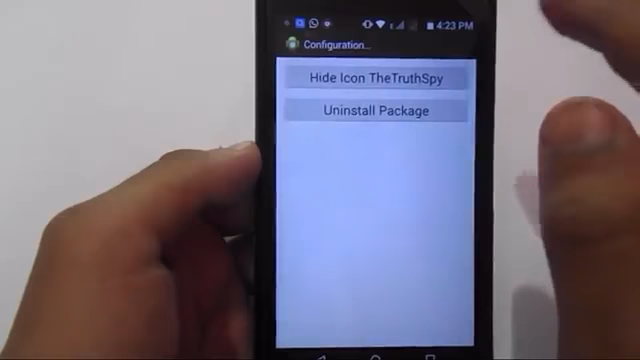 4:23 PM
Configuration...
Hide Icon TheTruthSpy
Uninstall Package